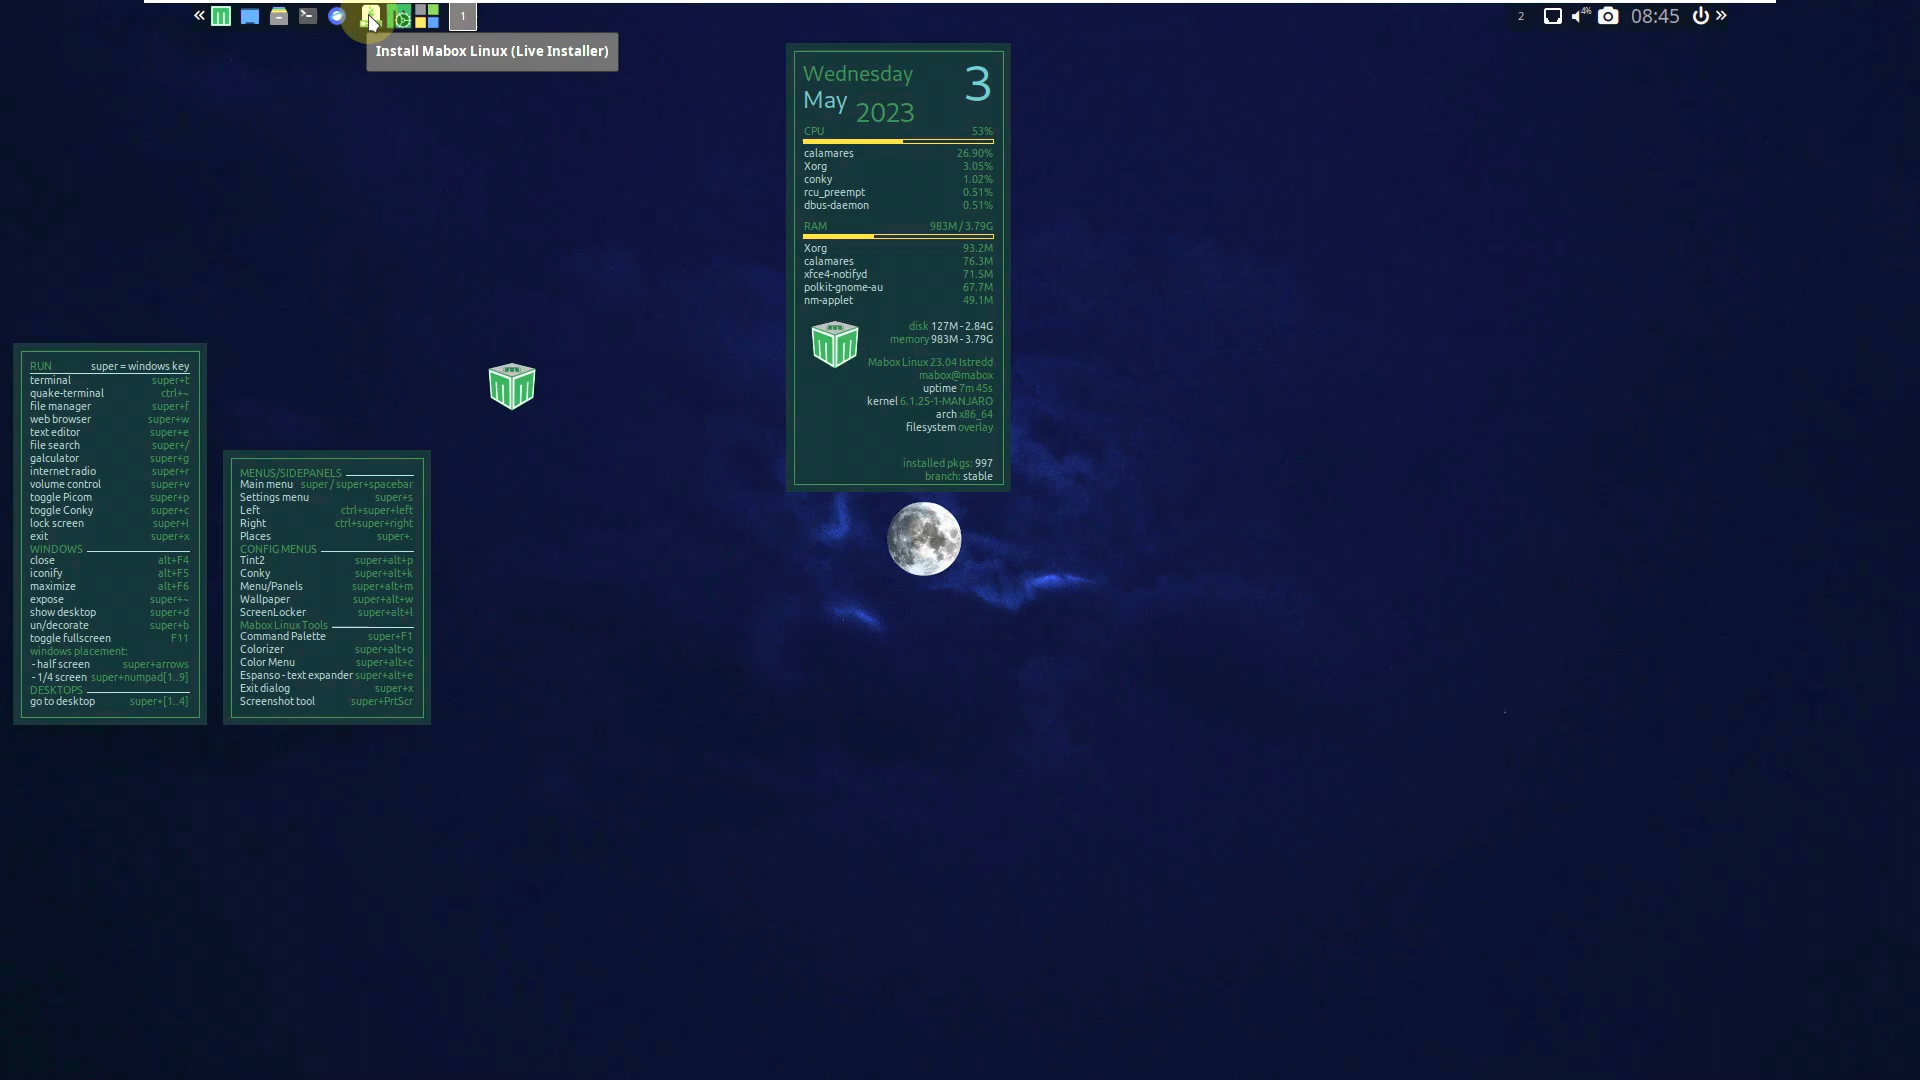 1
2
4%
08:45
Install Mabox Linux (Live Installer)
Wednesday 3
May 2023
CPU 53%
calamares 26.90%
Xorg 3.05%
conky 1.02%
rcu_preempt 0.51%
dbus-daemon 0.51%
RAM 983M / 3.79G
Xorg 93.2M
calamares 76.3M
xfce4-notifyd 71.5M
polkit-gnome-au 67.7M
nm-applet 49.1M
disk 127M - 2.84G
memory 983M - 3.79G
Mabox Linux 23.04 Istredd
mabox@mabox
uptime 7m 45s
kernel 6.1.25-1-MANJARO
arch x86_64
filesystem overlay
installed pkgs: 997
branch: stable
RUN super = windows key
terminal super+t
quake-terminal ctrl+~
file manager super+f
web browser super+w
text editor super+e
file search super+/
galculator super+g
internet radio super+r
volume control super+v
toggle Picom super+p
toggle Conky super+c
lock screen super+l
exit super+x
WINDOWS
close alt+F4
iconify alt+F5
maximize alt+F6
expose super+~
show desktop super+d
un/decorate super+b
toggle fullscreen F11
windows placement:
- half screen super+arrows
- 1/4 screen super+numpad[1..9]
DESKTOPS
go to desktop super+[1..4]
MENUS/SIDEPANELS
Main menu super / super+spacebar
Settings menu super+s
Left ctrl+super+left
Right ctrl+super+right
Places super+.
CONFIG MENUS
Tint2 super+alt+p
Conky super+alt+k
Menu/Panels super+alt+m
Wallpaper super+alt+w
ScreenLocker super+alt+l
Mabox Linux Tools
Command Palette super+F1
Colorizer super+alt+o
Color Menu super+alt+c
Espanso - text expander super+alt+e
Exit dialog super+x
Screenshot tool super+PrtScr